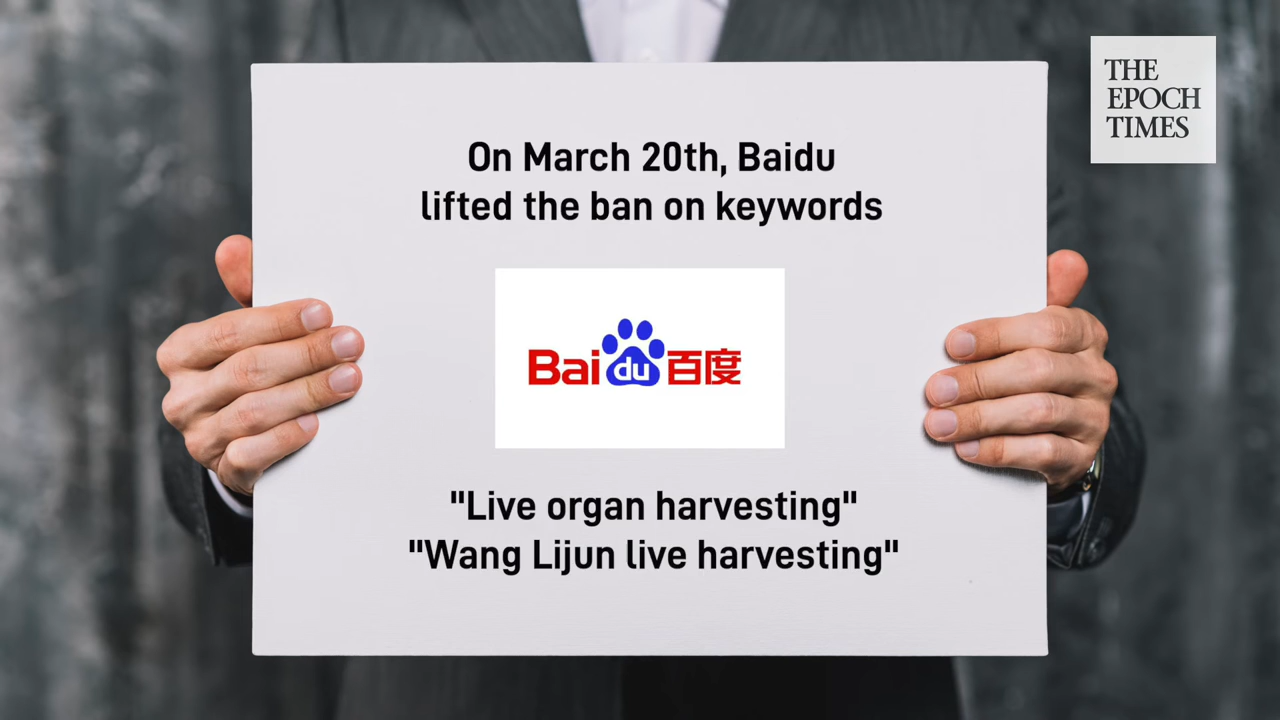 THE
EPOCH
TIMES
On March 20th, Baidu
lifted the ban on keywords
Baidu百度
"Live organ harvesting"
"Wang Lijun live harvesting"